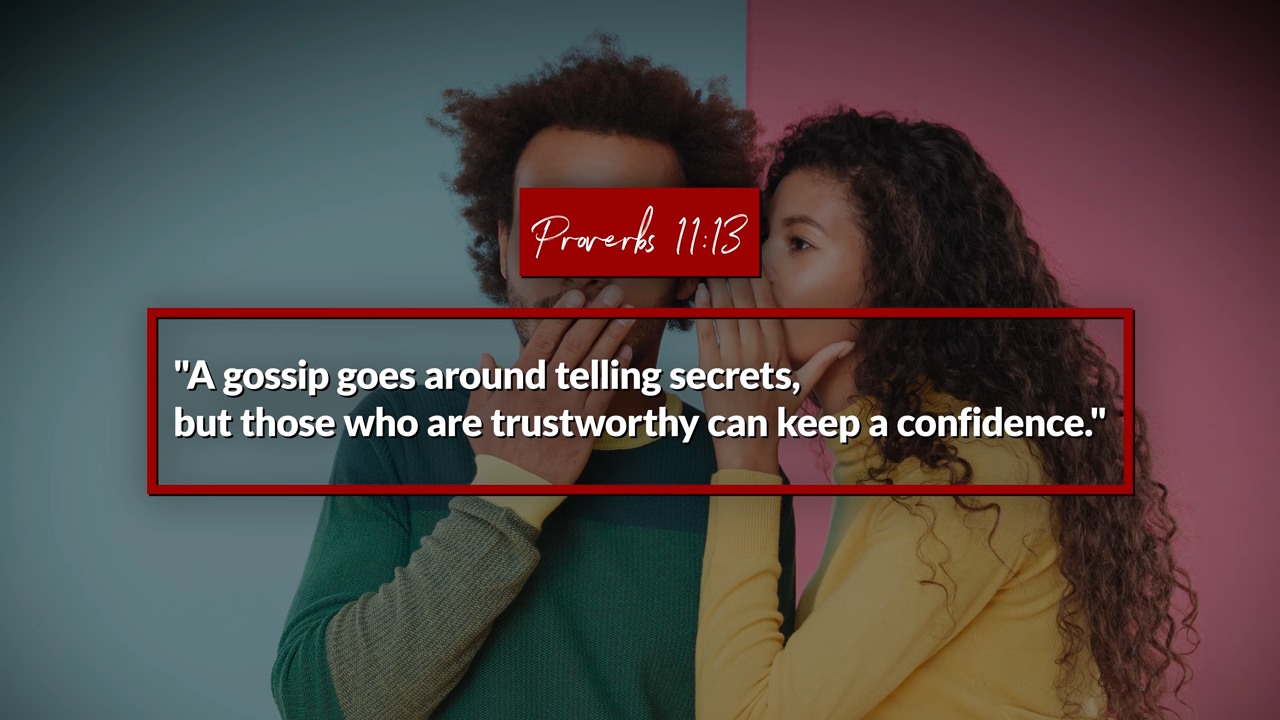 Proverbs 11:13
"A gossip goes around telling secrets,
but those who are trustworthy can keep a confidence."